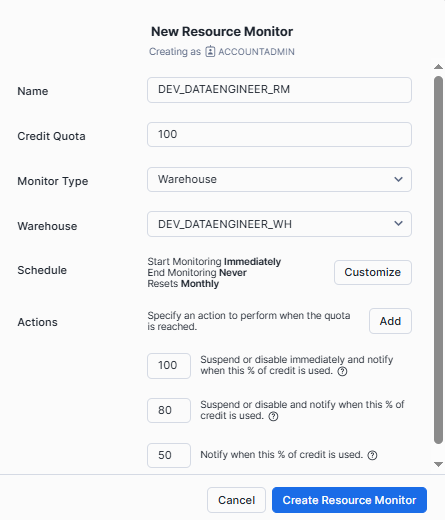 New Resource Monitor
Creating as ACCOUNTADMIN
Name
DEV_DATAENGINEER_RM
Credit Quota
100
Monitor Type
Warehouse
Warehouse
DEV_DATAENGINEER_WH
Schedule
Start Monitoring Immediately
End Monitoring Never
Resets Monthly
Customize
Actions
Specify an action to perform when the quota
is reached.
Add
100
Suspend or disable immediately and notify
when this % of credit is used.
80
Suspend or disable and notify when this % of
credit is used.
50
Notify when this % of credit is used.
Cancel
Create Resource Monitor